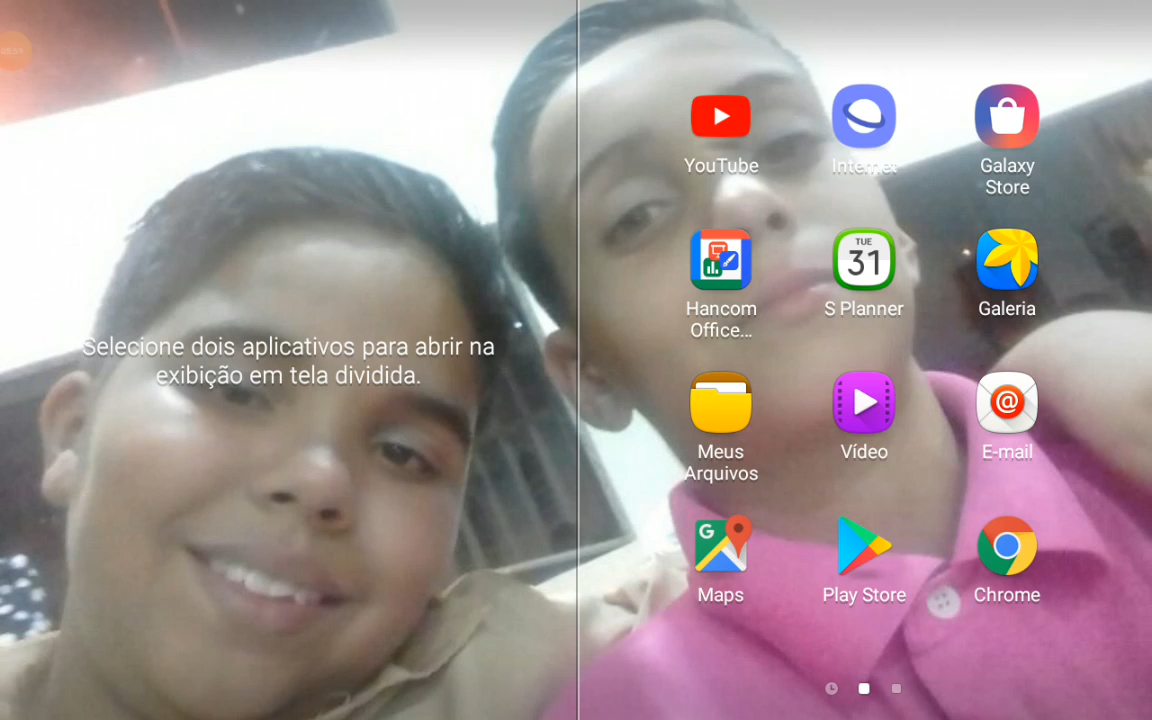 Selecione dois aplicativos para abrir na
exibição em tela dividida.
YouTube
Internet
Galaxy
Store
TUE
31
Hancom
Office...
S Planner
Galeria
Meus
Arquivos
Vídeo
@
E-mail
G
Maps
Play Store
Chrome